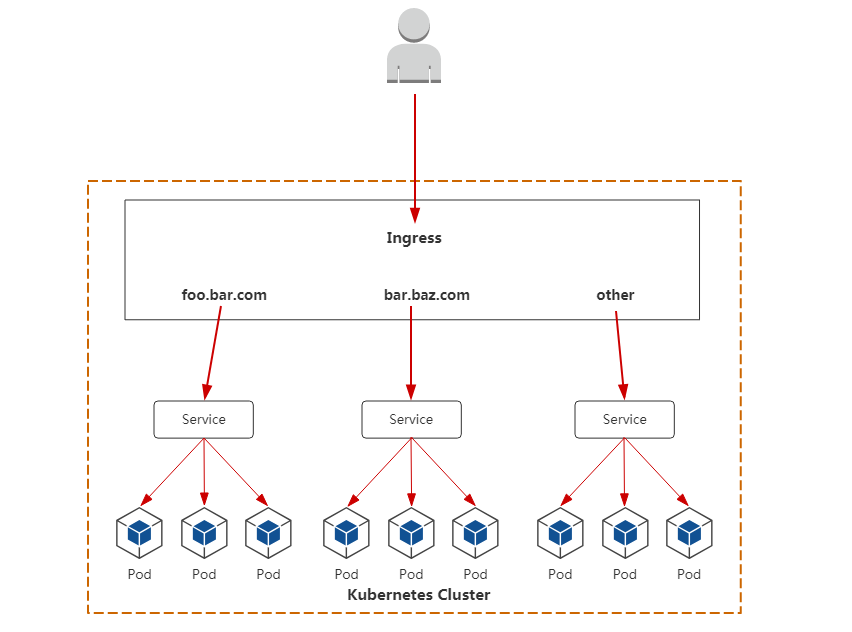 Ingress
foo.bar.com bar.baz.com other
Service Service Service
Pod Pod Pod Pod Pod Pod Pod Pod Pod
Kubernetes Cluster